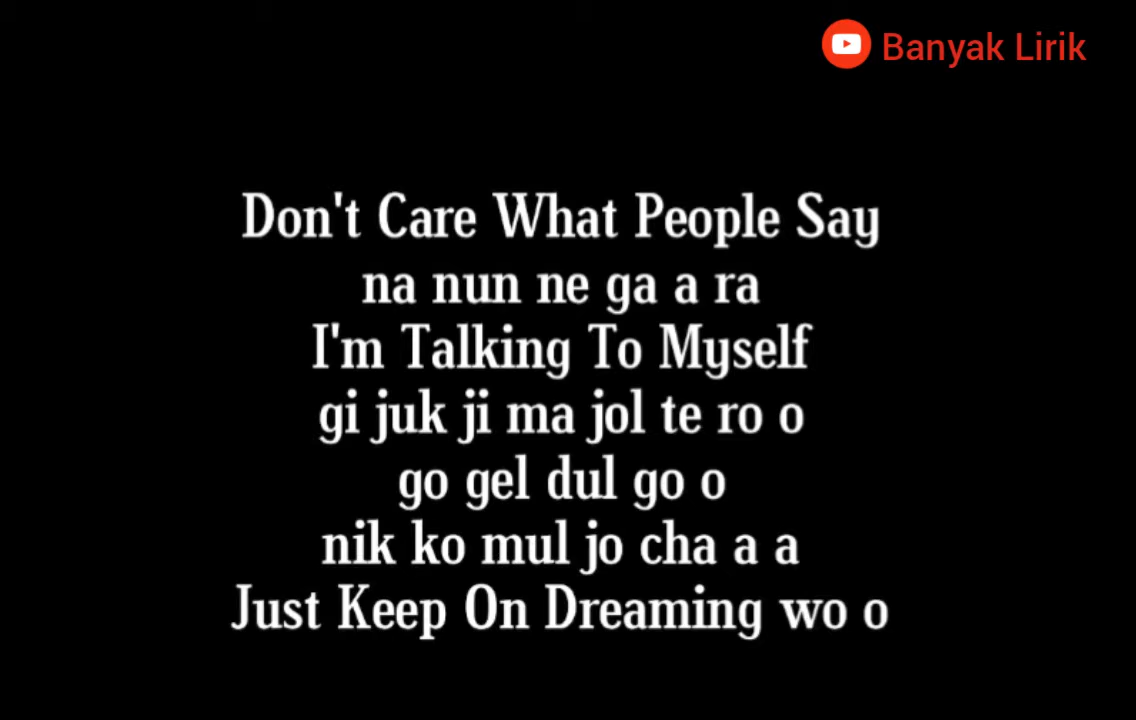 Banyak Lirik
Don't Care What People Say
na nun ne ga a ra
I'm Talking To Myself
gi juk ji ma jol te ro o
go gel dul go o
nik ko mul jo cha a a
Just Keep On Dreaming wo o